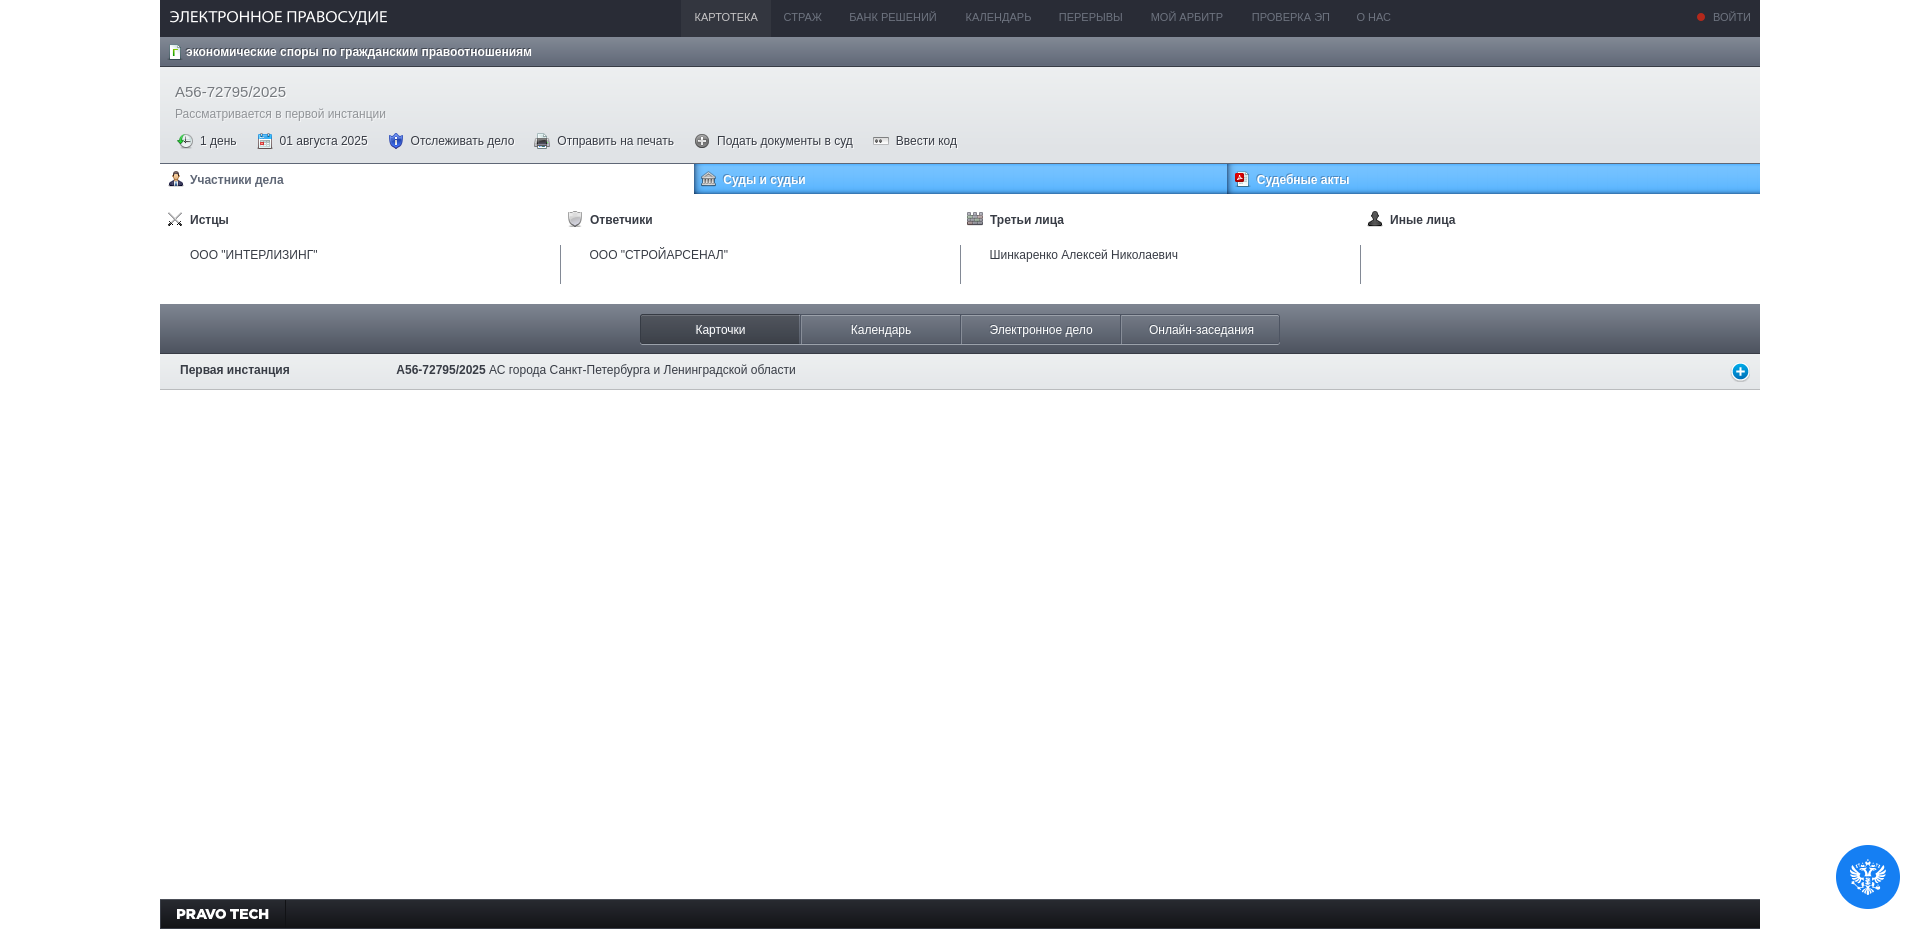 ЭЛЕКТРОННОЕ ПРАВОСУДИЕ
КАРТОТЕКА СТРАЖ БАНК РЕШЕНИЙ КАЛЕНДАРЬ ПЕРЕРЫВЫ МОЙ АРБИТР ПРОВЕРКА ЭП О НАС ВОЙТИ
экономические споры по гражданским правоотношениям
А56-72795/2025
Рассматривается в первой инстанции
1 день 01 августа 2025 Отслеживать дело Отправить на печать Подать документы в суд Ввести код
Участники дела Суды и судьи Судебные акты
Истцы Ответчики Третьи лица Иные лица
ООО "ИНТЕРЛИЗИНГ" ООО "СТРОЙАРСЕНАЛ" Шинкаренко Алексей Николаевич
Карточки Календарь Электронное дело Онлайн-заседания
Первая инстанция А56-72795/2025 АС города Санкт-Петербурга и Ленинградской области
PRAVO TECH